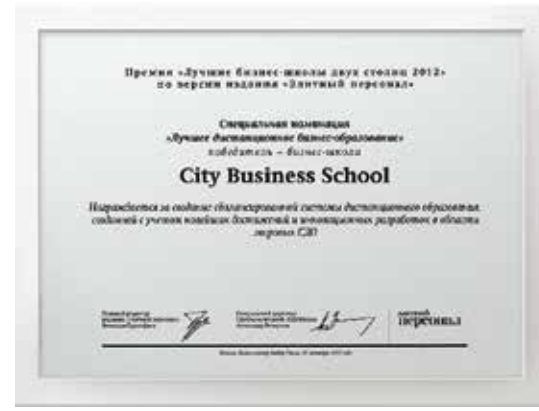 Премия «Лучшие бизнес-школы двух столиц 2012»
по версии издания «Элитный персонал»
Специальная номинация
«Лучшее дистанционное бизнес-образование»
победитель – бизнес-школа
City Business School
Награждается за создание сбалансированной системы дистанционного образования,
созданной с учетом новейших достижений и инновационных разработок в области
мировых СДО
персонал